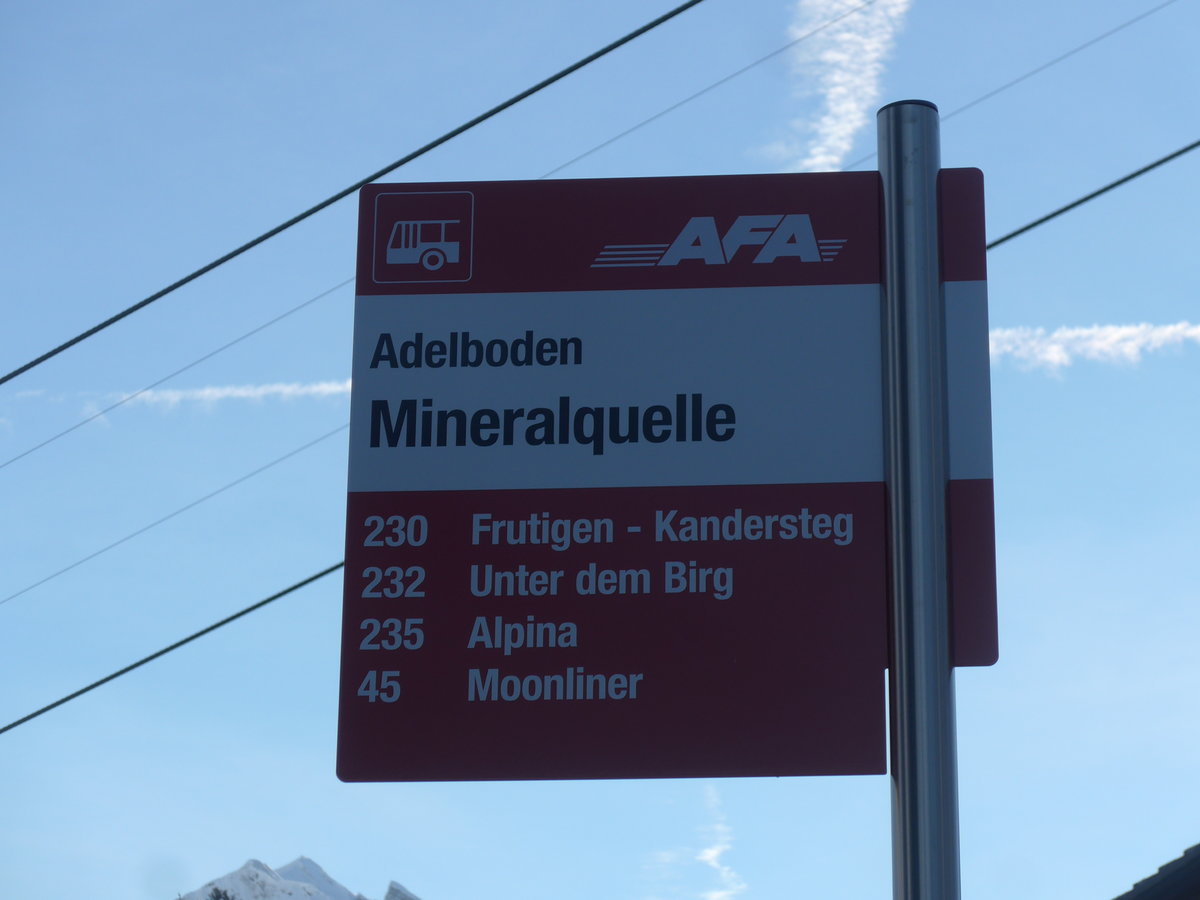 AFA
Adelboden
Mineralquelle
230 Frutigen - Kandersteg
232 Unter dem Birg
235 Alpina
45 Moonliner